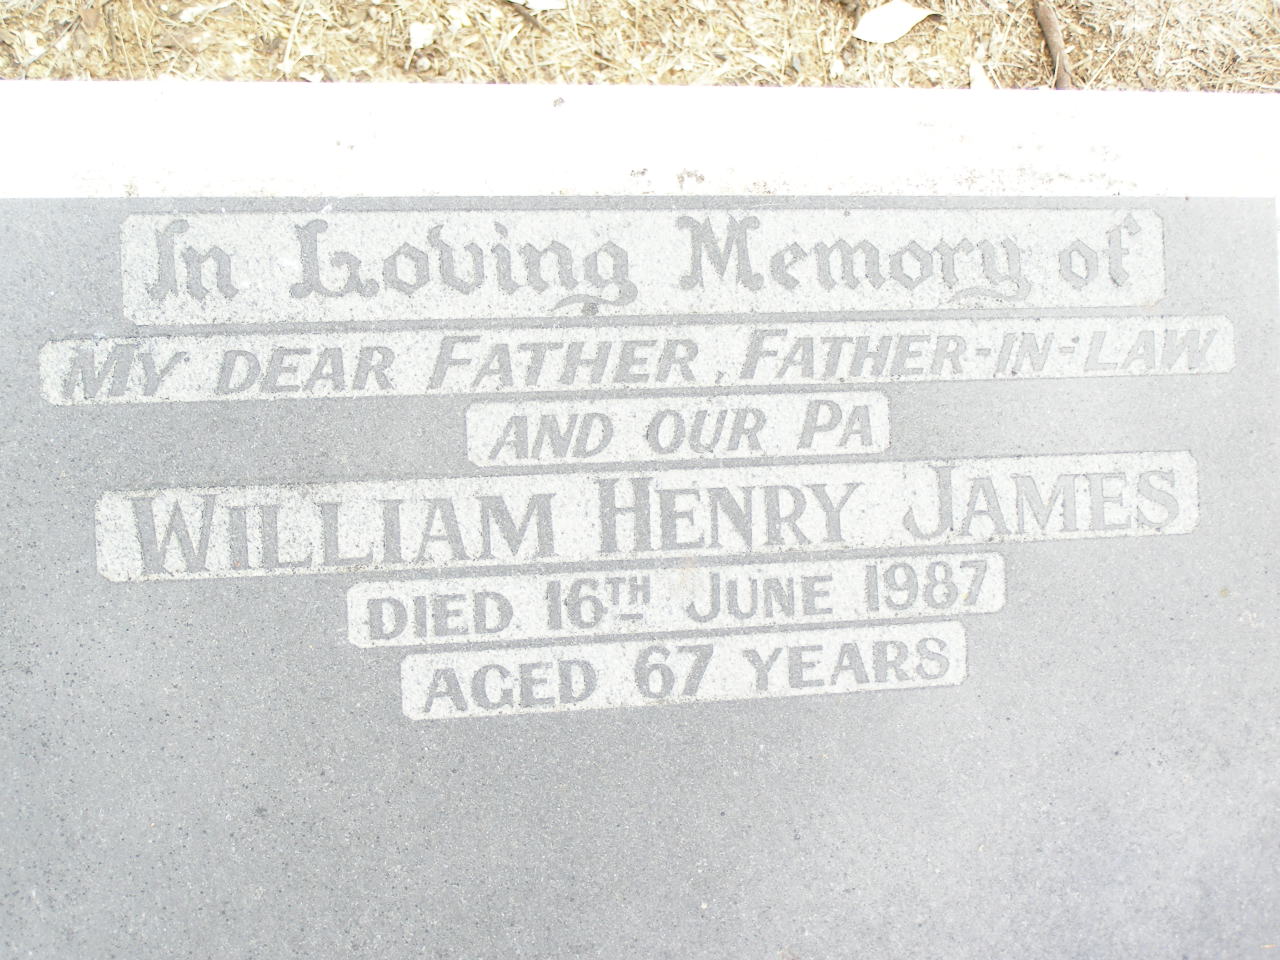 In Loving Memory of
MY DEAR FATHER, FATHER-IN-LAW
AND OUR PA
WILLIAM HENRY JAMES
DIED 16TH JUNE 1987
AGED 67 YEARS